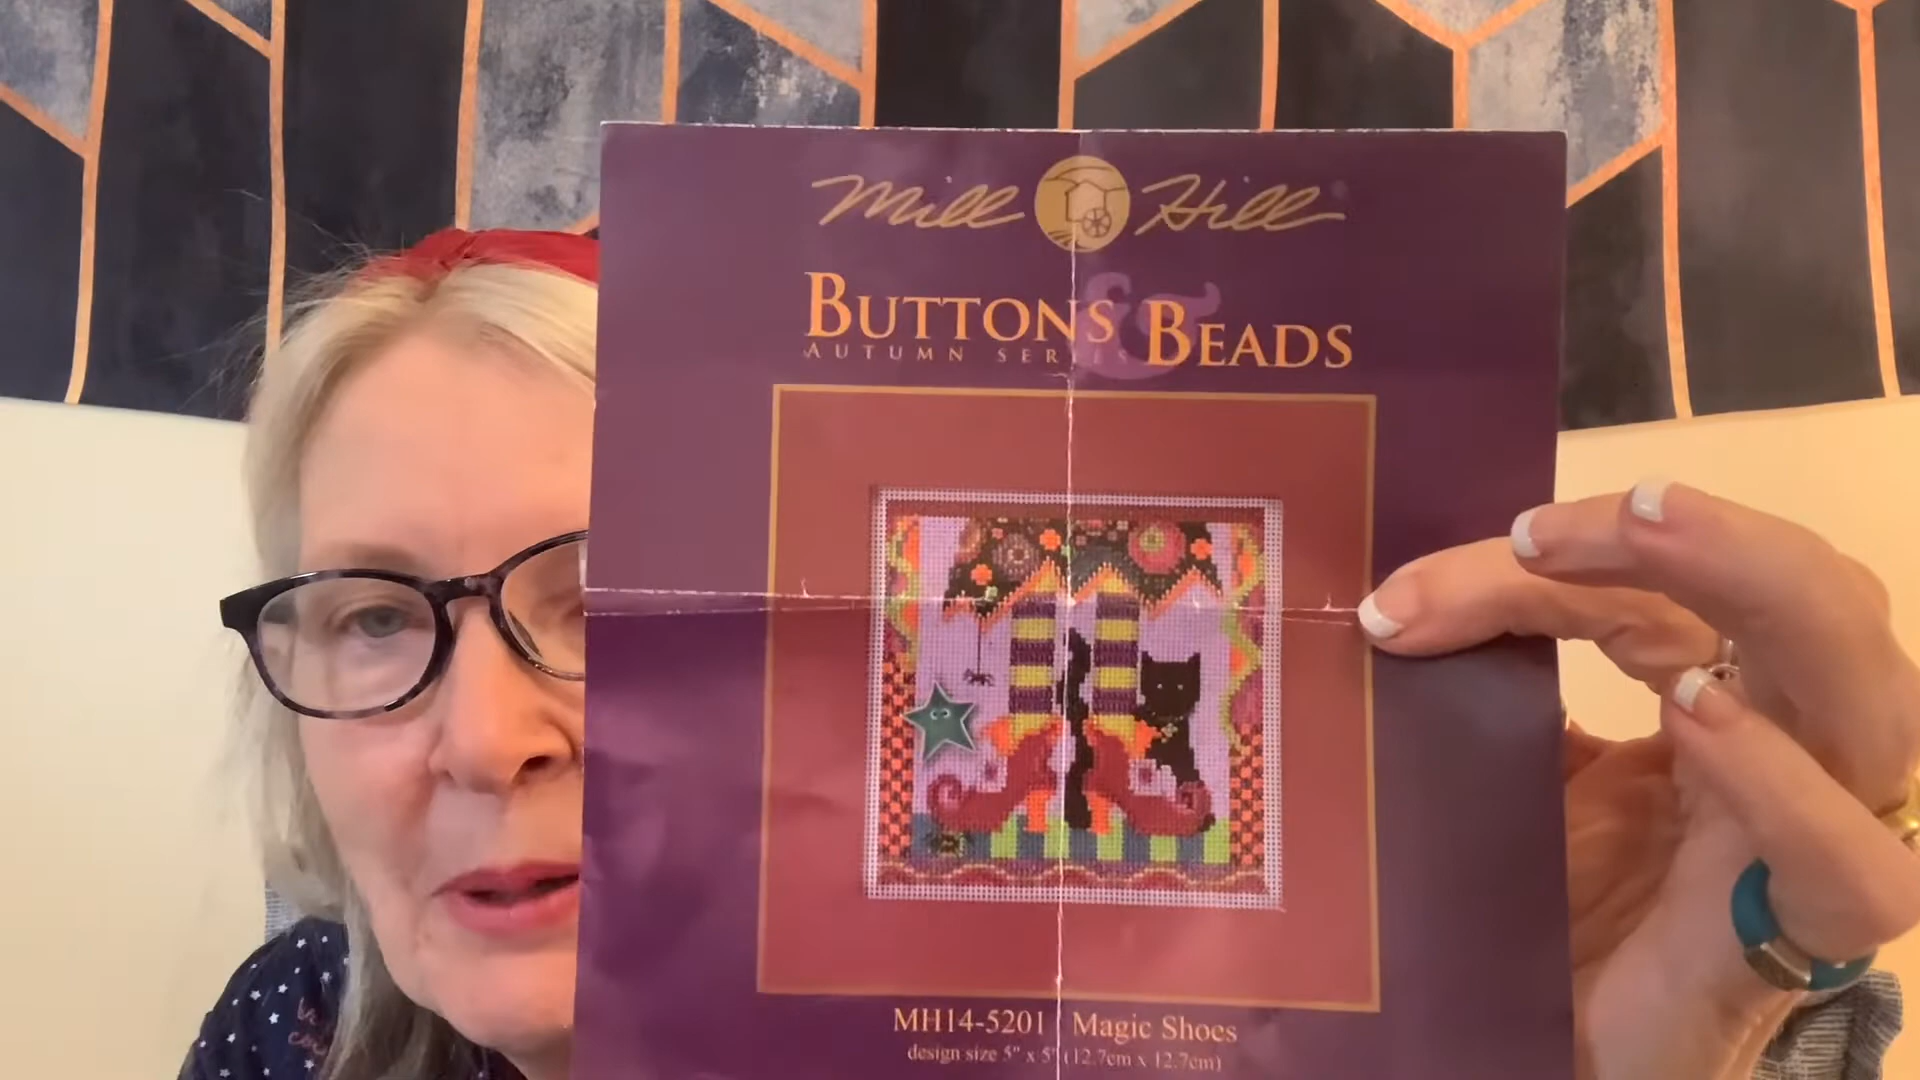 Mill Hill
BUTTONS & BEADS
AUTUMN SERIES
MH14-5201 Magic Shoes
design size 5" x 5" (12.7cm x 12.7cm)